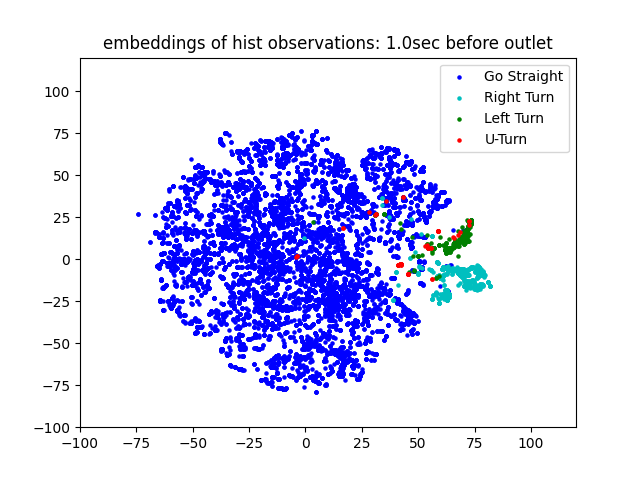 embeddings of hist observations: 1.0sec before outlet
Go Straight
Right Turn
Left Turn
U-Turn
100
75
50
25
0
−25
−50
−75
−100
−100 −75 −50 −25 0 25 50 75 100